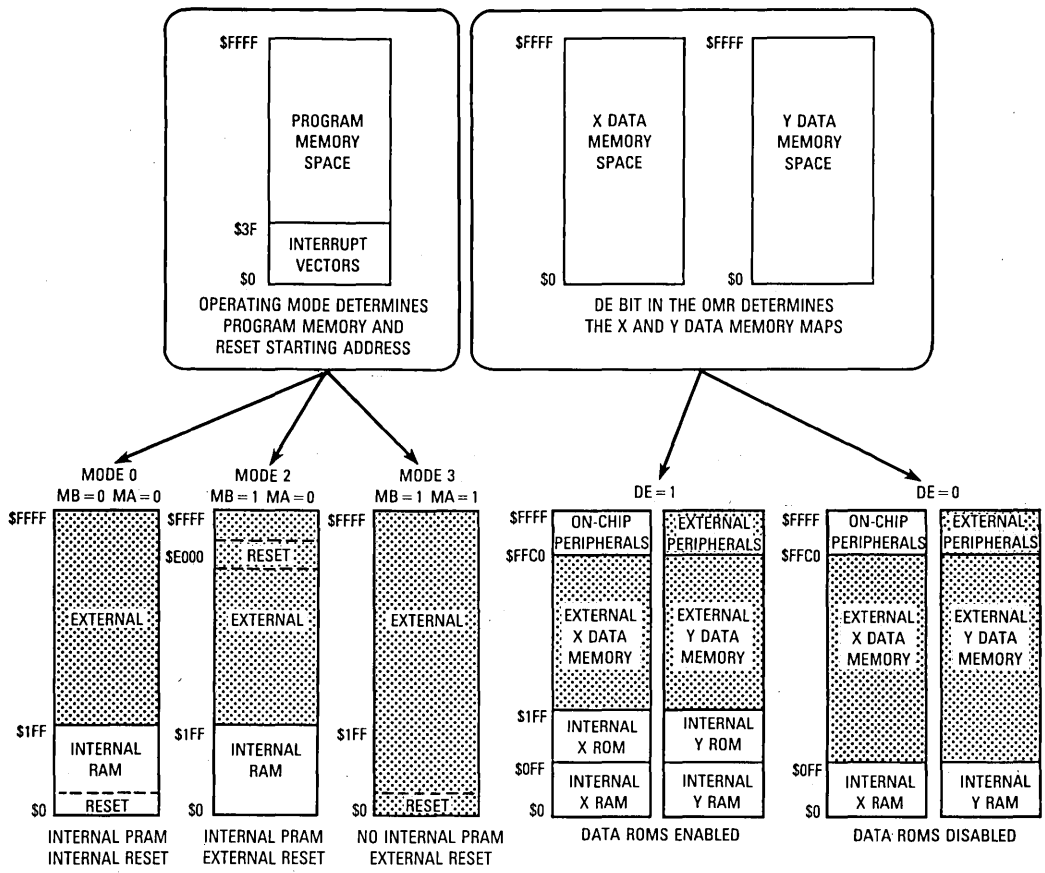 $FFFF
PROGRAM
MEMORY
SPACE
$3F
INTERRUPT
VECTORS
$0
OPERATING MODE DETERMINES
PROGRAM MEMORY AND
RESET STARTING ADDRESS
$FFFF
X DATA
MEMORY
SPACE
$0
$FFFF
Y DATA
MEMORY
SPACE
$0
DE BIT IN THE OMR DETERMINES
THE X AND Y DATA MEMORY MAPS
MODE 0
MB = 0 MA = 0
$FFFF
EXTERNAL
$1FF
INTERNAL
RAM
RESET
$0
INTERNAL PRAM
INTERNAL RESET
MODE 2
MB = 1 MA = 0
$FFFF
$E000
RESET
EXTERNAL
$1FF
INTERNAL
RAM
$0
INTERNAL PRAM
EXTERNAL RESET
MODE 3
MB = 1 MA = 1
$FFFF
EXTERNAL
$1FF
RESET
$0
NO INTERNAL PRAM
EXTERNAL RESET
DE = 1
$FFFF
ON-CHIP
PERIPHERALS
$FFC0
EXTERNAL
X DATA
MEMORY
$1FF
INTERNAL
X ROM
$0FF
INTERNAL
X RAM
$0
EXTERNAL
PERIPHERALS
EXTERNAL
Y DATA
MEMORY
INTERNAL
Y ROM
INTERNAL
Y RAM
DATA ROMS ENABLED
DE = 0
$FFFF
ON-CHIP
PERIPHERALS
$FFC0
EXTERNAL
X DATA
MEMORY
$0FF
INTERNAL
X RAM
$0
EXTERNAL
PERIPHERALS
EXTERNAL
Y DATA
MEMORY
INTERNAL
Y RAM
DATA ROMS DISABLED